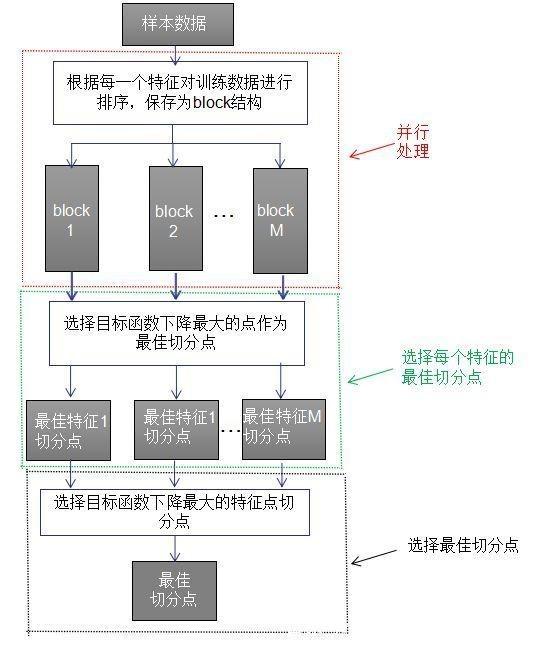 样本数据
根据每一个特征对训练数据进行
排序，保存为block结构
并行
处理
block
1
block
2
...
block
M
选择目标函数下降最大的点作为
最佳切分点
选择每个特征的
最佳切分点
最佳特征1
切分点
最佳特征1
切分点
...
最佳特征M
切分点
选择目标函数下降最大的特征点切
分点
选择最佳切分点
最佳
切分点